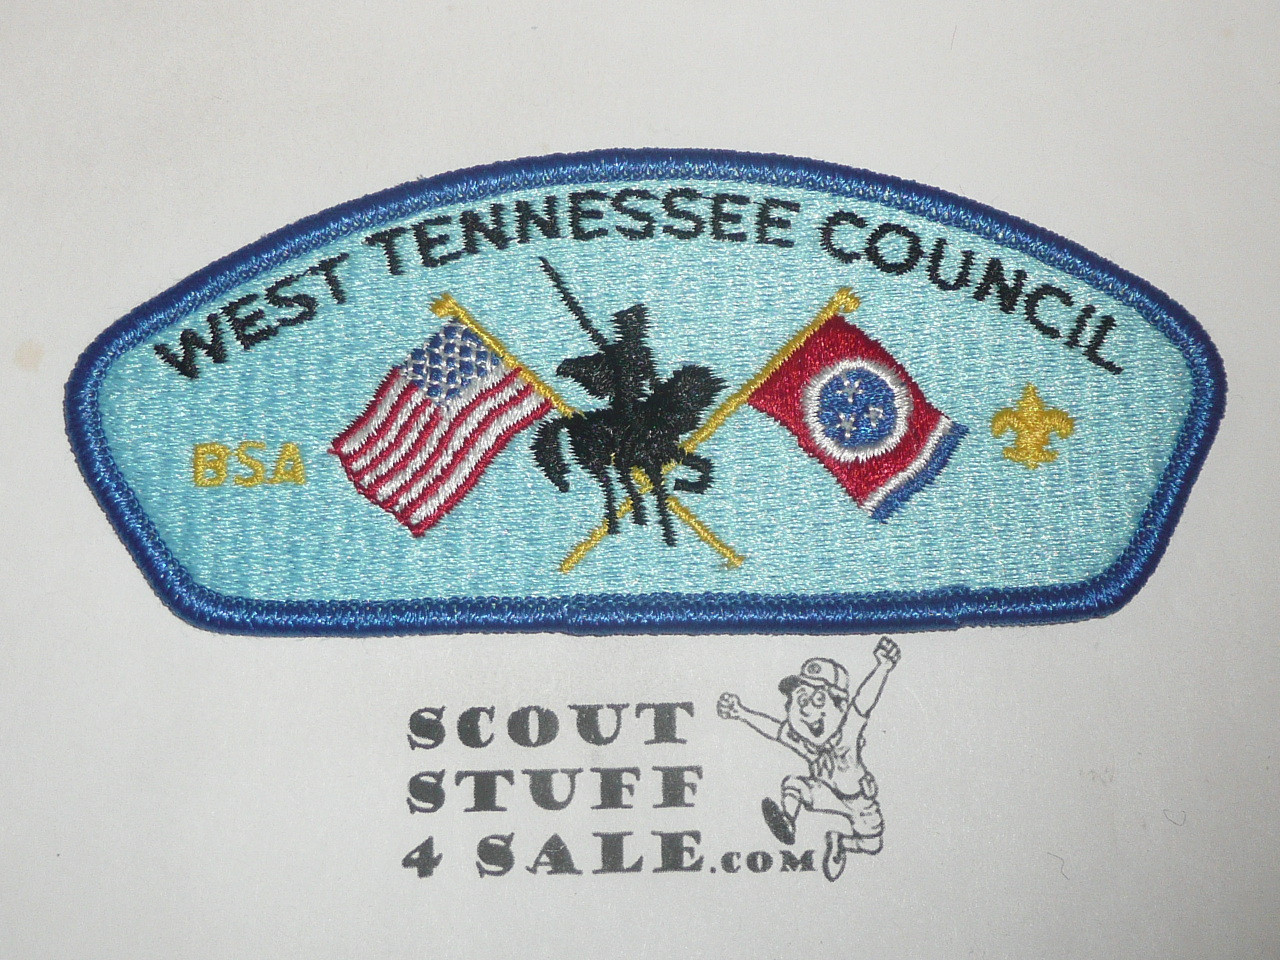 WEST TENNESSEE COUNCIL
BSA
SCOUT
STUFF
4 SALE.COM